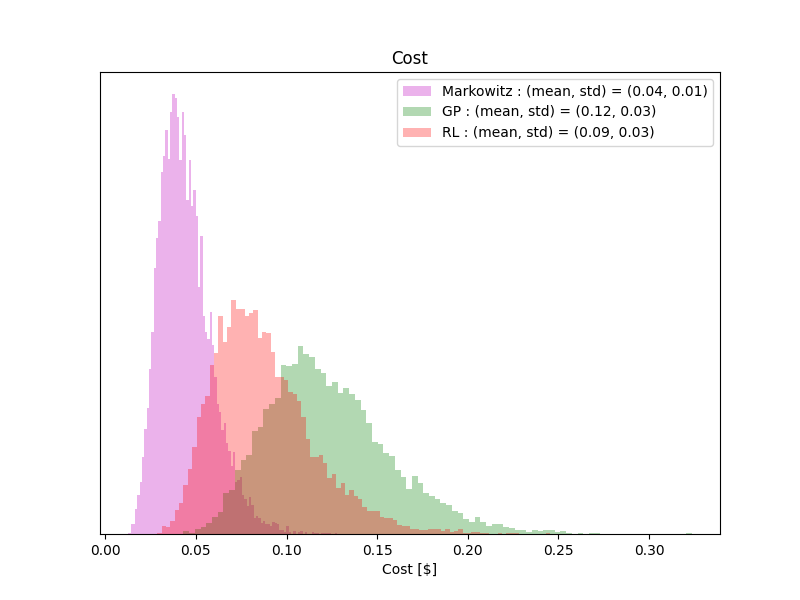 Cost
Markowitz : (mean, std) = (0.04, 0.01)
GP : (mean, std) = (0.12, 0.03)
RL : (mean, std) = (0.09, 0.03)
0.00 0.05 0.10 0.15 0.20 0.25 0.30
Cost [$]